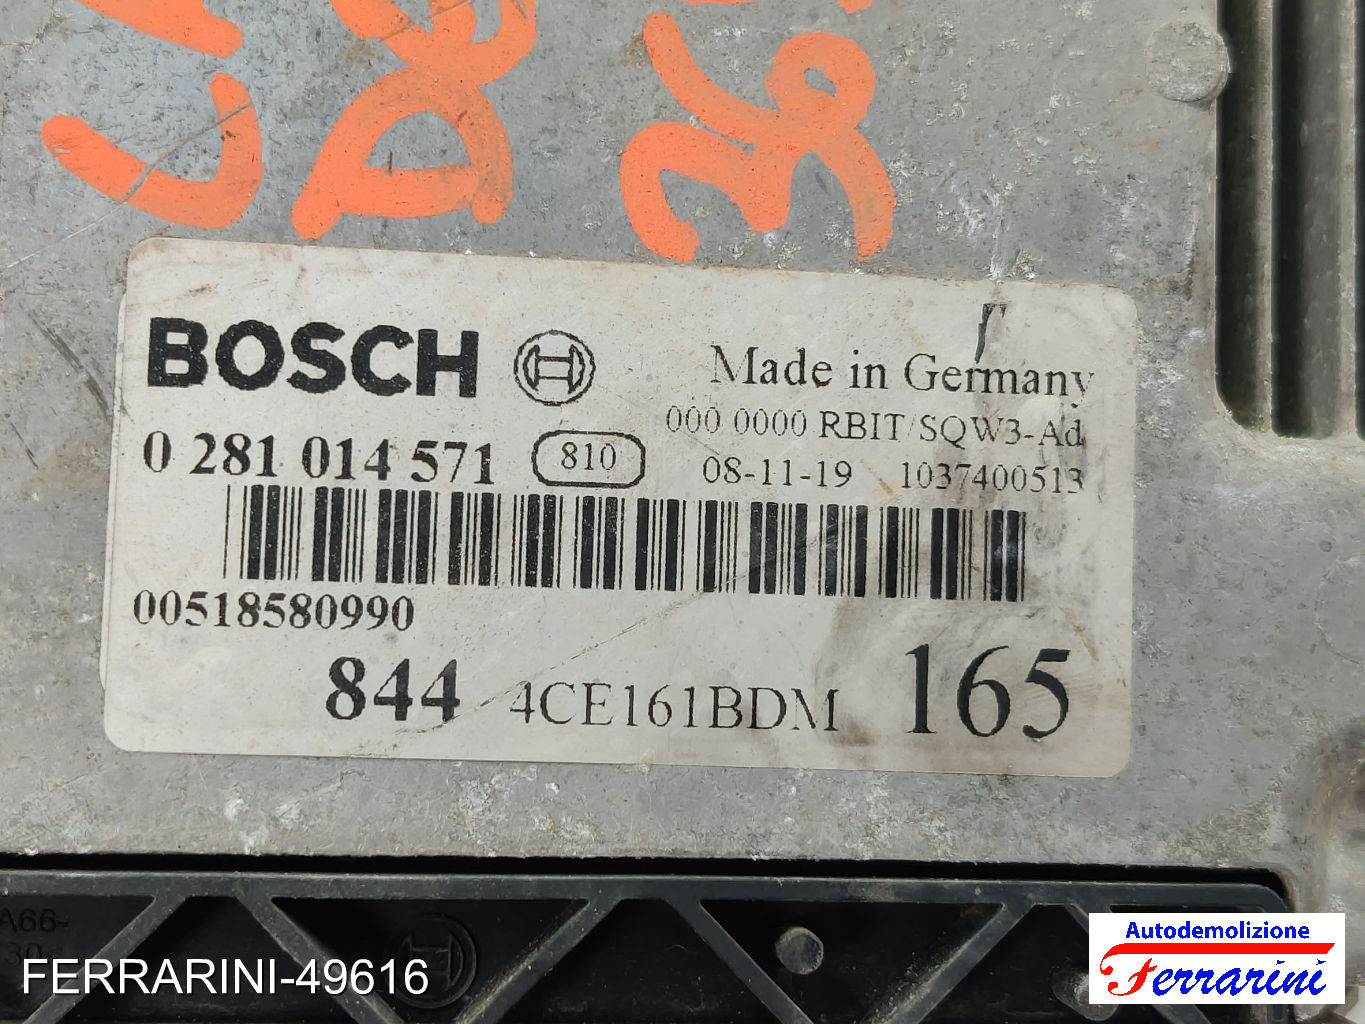 BOSCH
Made in Germany
000 0000 RBIT/SQW3-Ad
0 281 014 571 810 08-11-19 1037400513
00518580990
844 4CE161BDM 165
A66-
FERRARINI-49616
Autodemolizione
Ferrarini